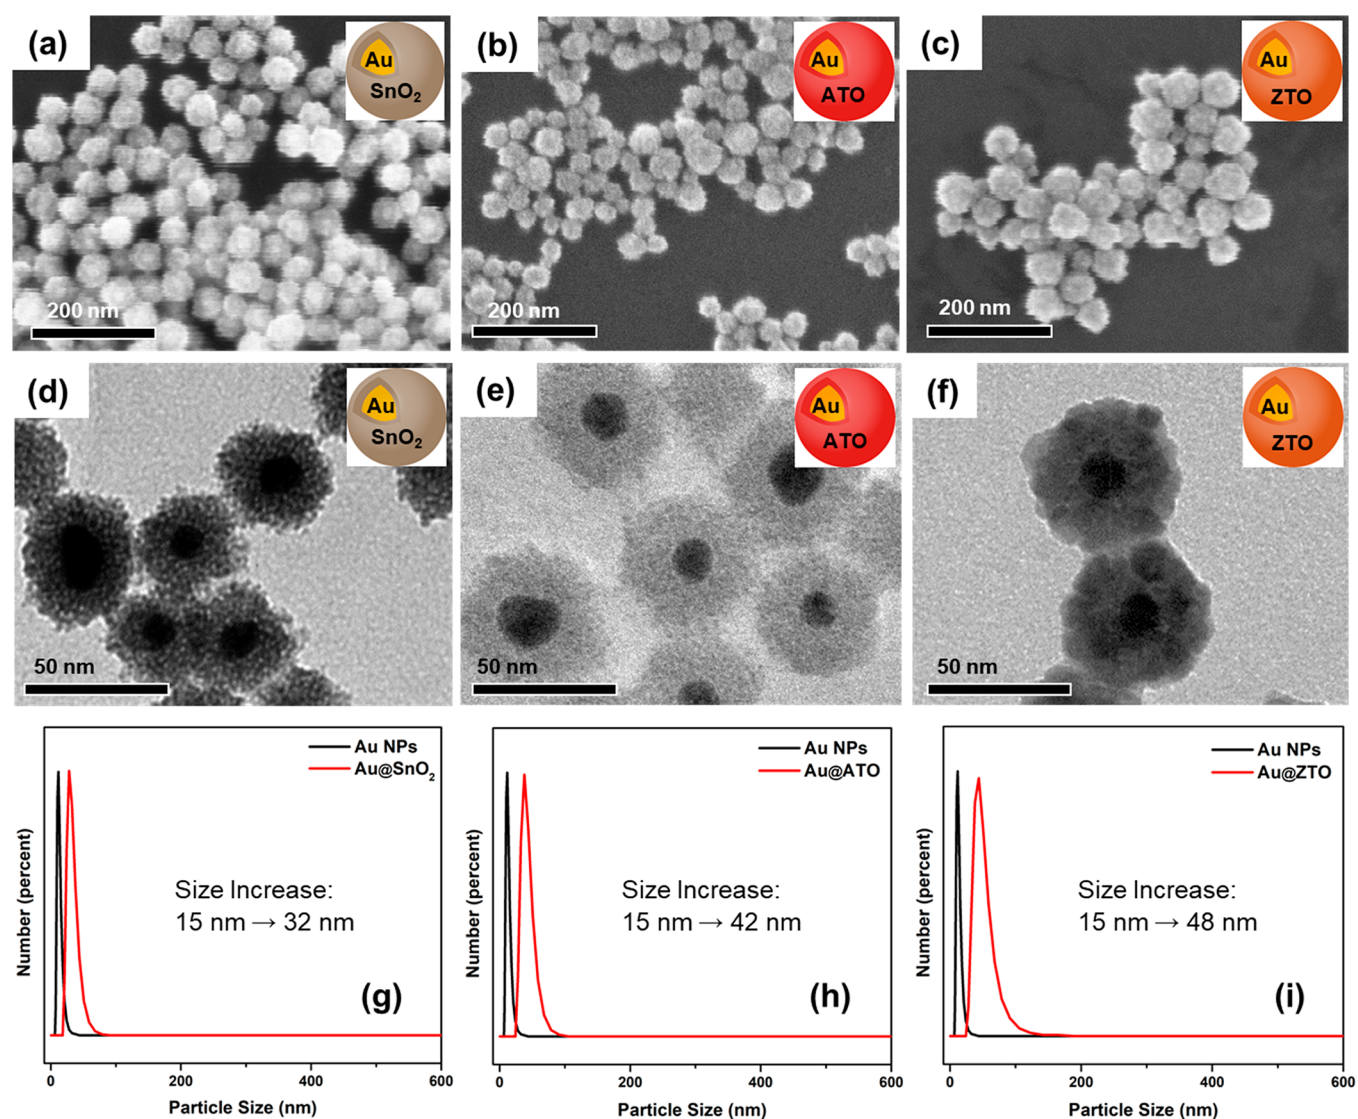 (a)
Au
SnO₂
200 nm
(b)
Au
ATO
200 nm
(c)
Au
ZTO
200 nm
(d)
Au
SnO₂
50 nm
(e)
Au
ATO
50 nm
(f)
Au
ZTO
50 nm
Number (percent)
Au NPs
Au@SnO₂
Size Increase:
15 nm → 32 nm
(g)
0 200 400 600
Particle Size (nm)
Number (percent)
Au NPs
Au@ATO
Size Increase:
15 nm → 42 nm
(h)
0 200 400 600
Particle Size (nm)
Number (percent)
Au NPs
Au@ZTO
Size Increase:
15 nm → 48 nm
(i)
0 200 400 600
Particle Size (nm)